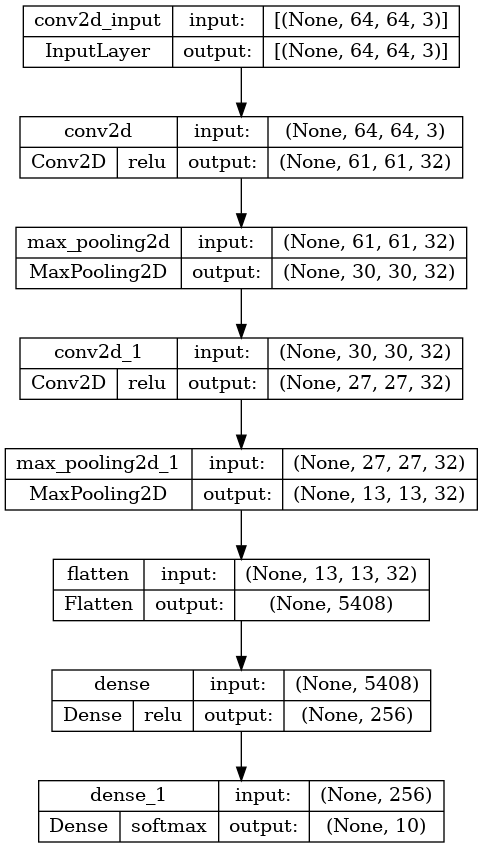 conv2d_input input: [(None, 64, 64, 3)]
InputLayer output: [(None, 64, 64, 3)]
conv2d input: (None, 64, 64, 3)
Conv2D relu output: (None, 61, 61, 32)
max_pooling2d input: (None, 61, 61, 32)
MaxPooling2D output: (None, 30, 30, 32)
conv2d_1 input: (None, 30, 30, 32)
Conv2D relu output: (None, 27, 27, 32)
max_pooling2d_1 input: (None, 27, 27, 32)
MaxPooling2D output: (None, 13, 13, 32)
flatten input: (None, 13, 13, 32)
Flatten output: (None, 5408)
dense input: (None, 5408)
Dense relu output: (None, 256)
dense_1 input: (None, 256)
Dense softmax output: (None, 10)